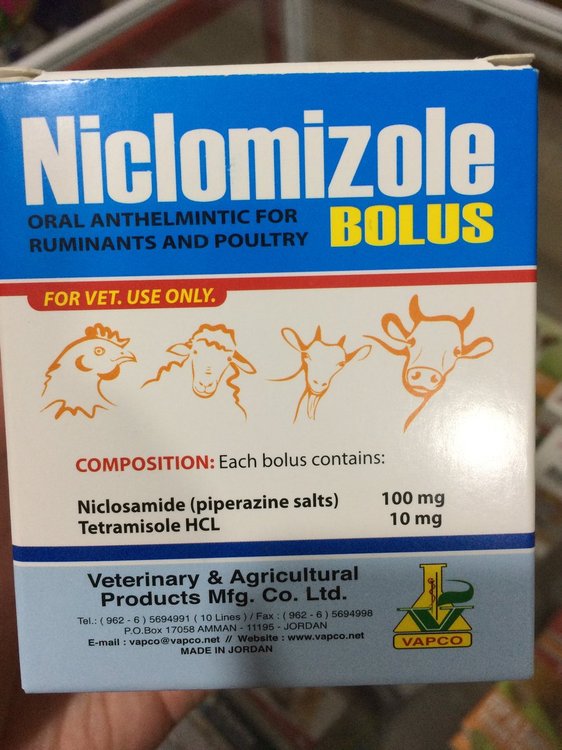 Niclomizole
ORAL ANTHELMINTIC FOR
RUMINANTS AND POULTRY
BOLUS
FOR VET. USE ONLY.
COMPOSITION: Each bolus contains:
Niclosamide (piperazine salts) 100 mg
Tetramisole HCL 10 mg
Veterinary & Agricultural
Products Mfg. Co. Ltd.
Tel.: ( 962 - 6 ) 5694991 ( 10 Lines ) / Fax : ( 962 - 6 ) 5694998
P.O.Box 17058 AMMAN - 11195 - JORDAN
E-mail : vapco@vapco.net // Website : www.vapco.net
MADE IN JORDAN
VAPCO